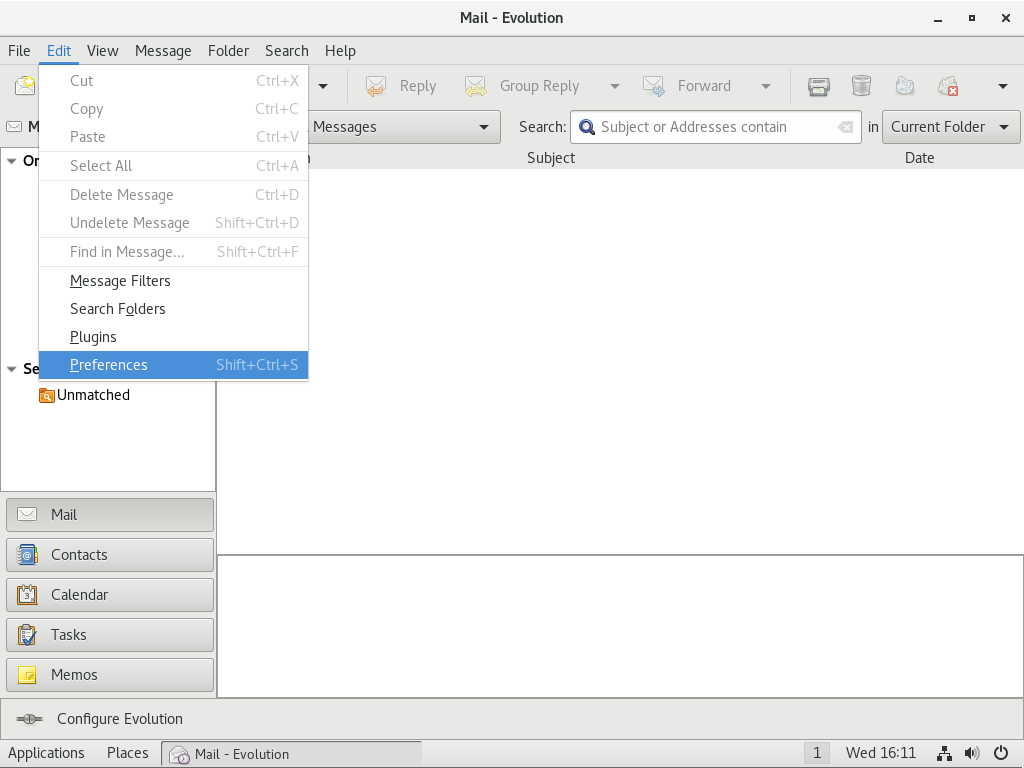 Mail - Evolution
File Edit View Message Folder Search Help
Cut Ctrl+X
Copy Ctrl+C
Paste Ctrl+V
Select All Ctrl+A
Delete Message Ctrl+D
Undelete Message Shift+Ctrl+D
Find in Message... Shift+Ctrl+F
Message Filters
Search Folders
Plugins
Preferences Shift+Ctrl+S
Reply Group Reply Forward
Messages Search: Subject or Addresses contain in Current Folder
Subject Date
Unmatched
Mail
Contacts
Calendar
Tasks
Memos
Configure Evolution
Applications Places Mail - Evolution 1 Wed 16:11